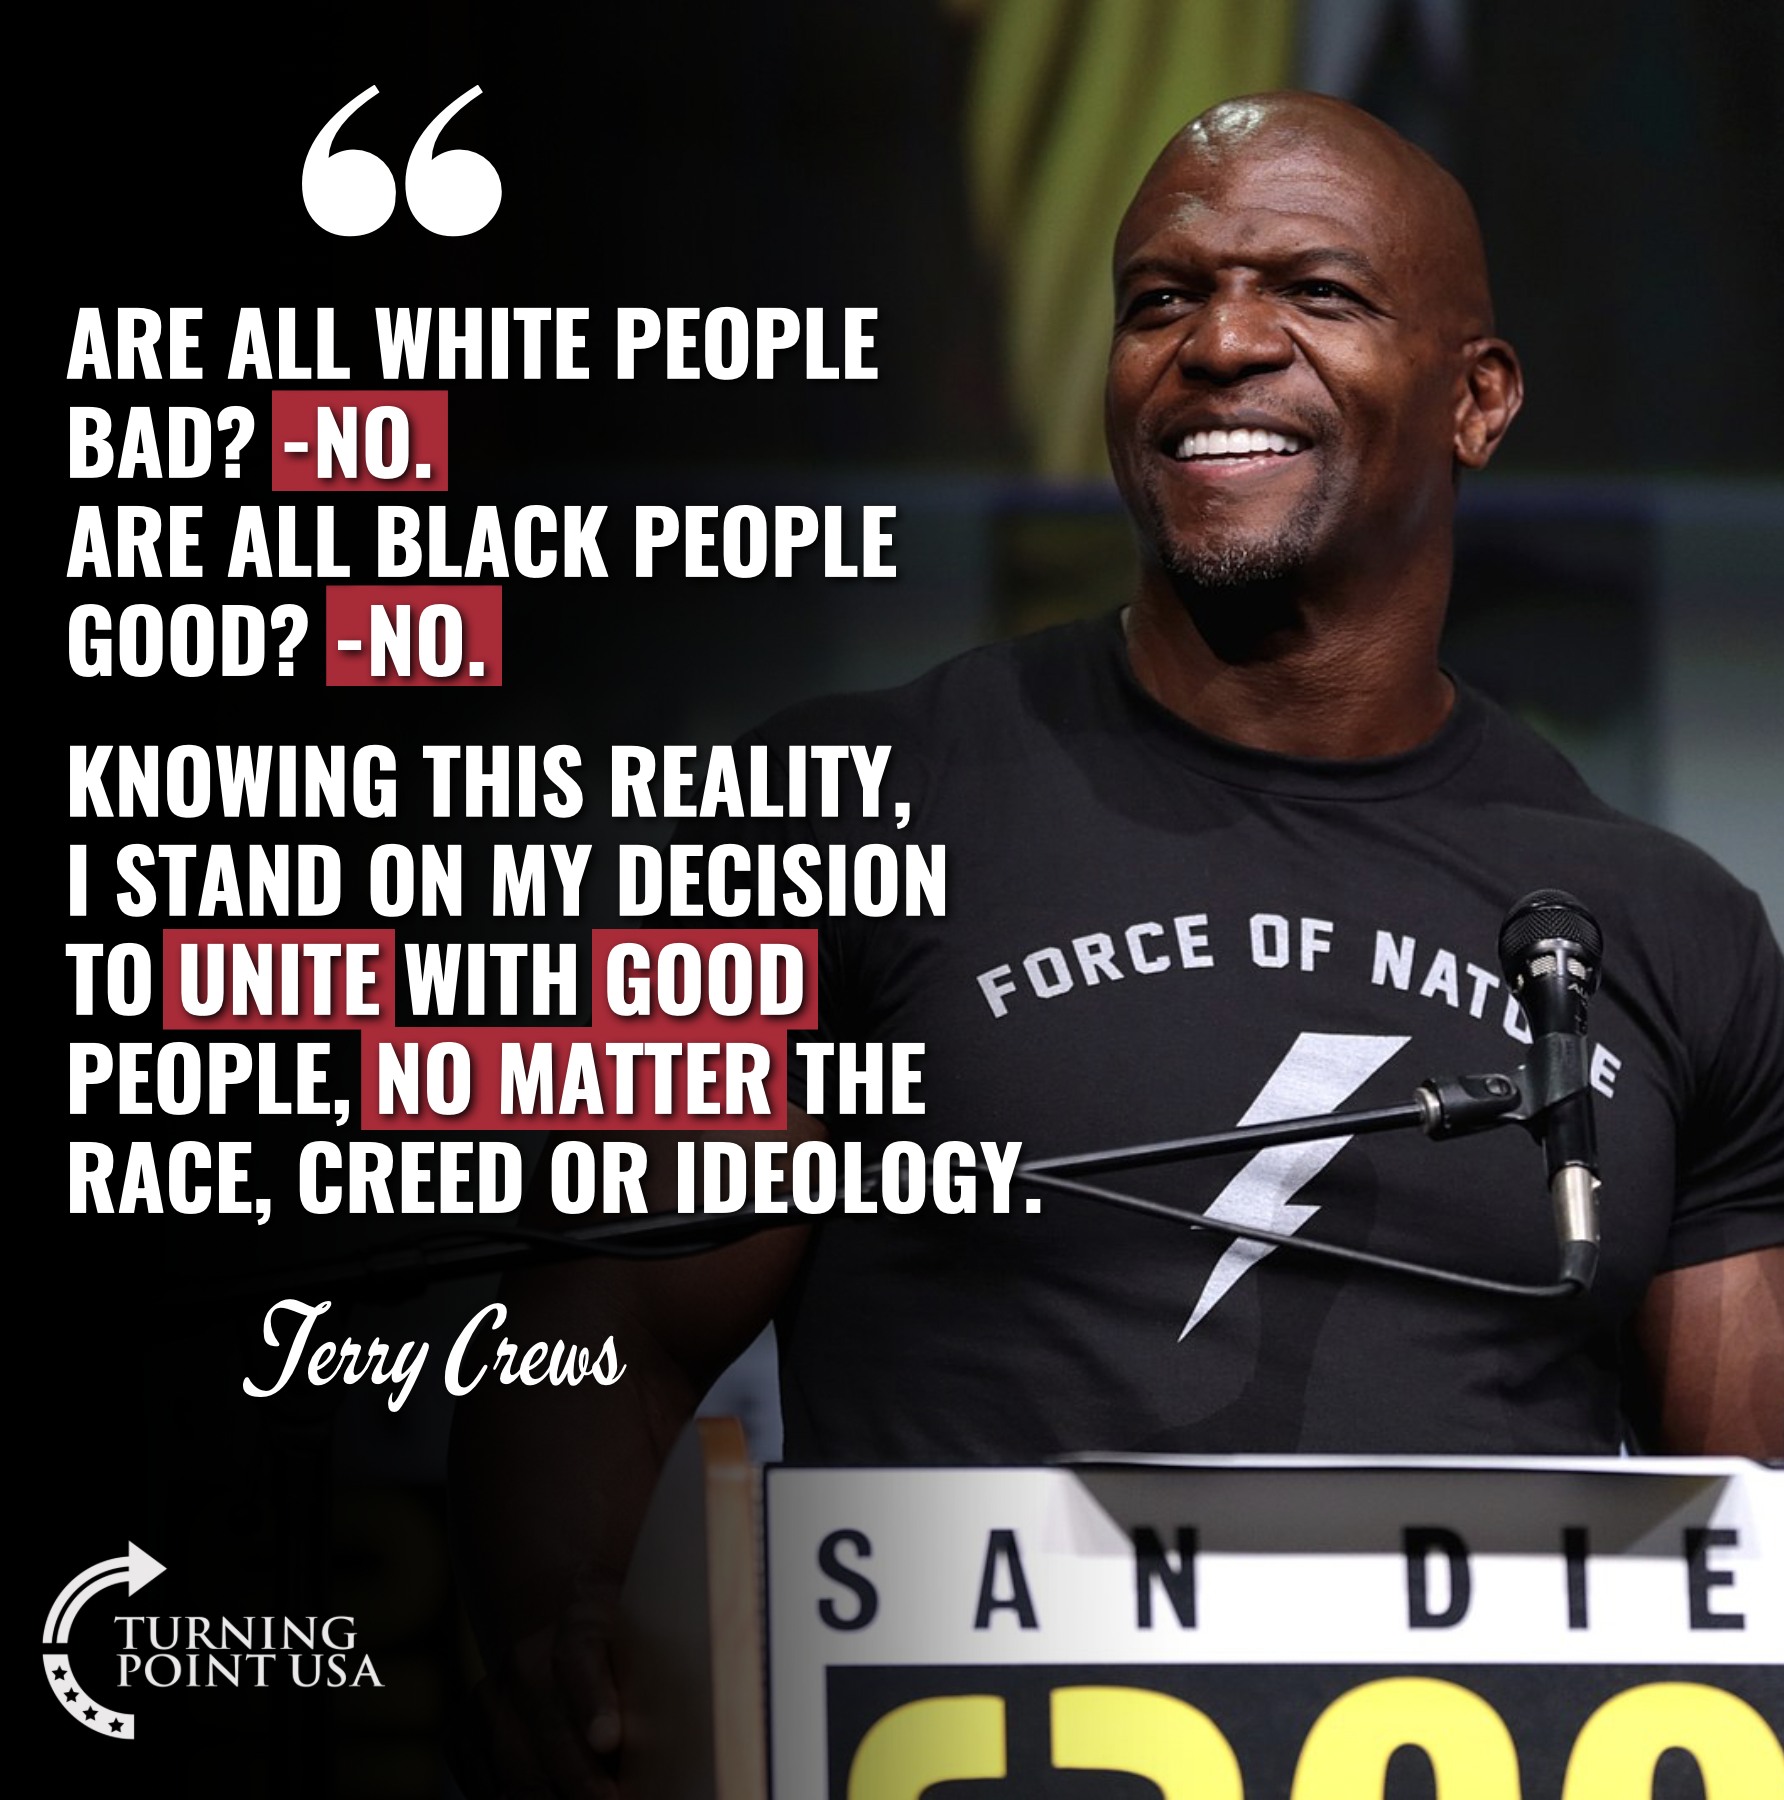 ARE ALL WHITE PEOPLE
BAD? -NO.
ARE ALL BLACK PEOPLE
GOOD? -NO.
KNOWING THIS REALITY,
I STAND ON MY DECISION
TO UNITE WITH GOOD
PEOPLE, NO MATTER THE
RACE, CREED OR IDEOLOGY.
Terry Crews
FORCE OF NATURE
SAN DIE
TURNING
POINT USA